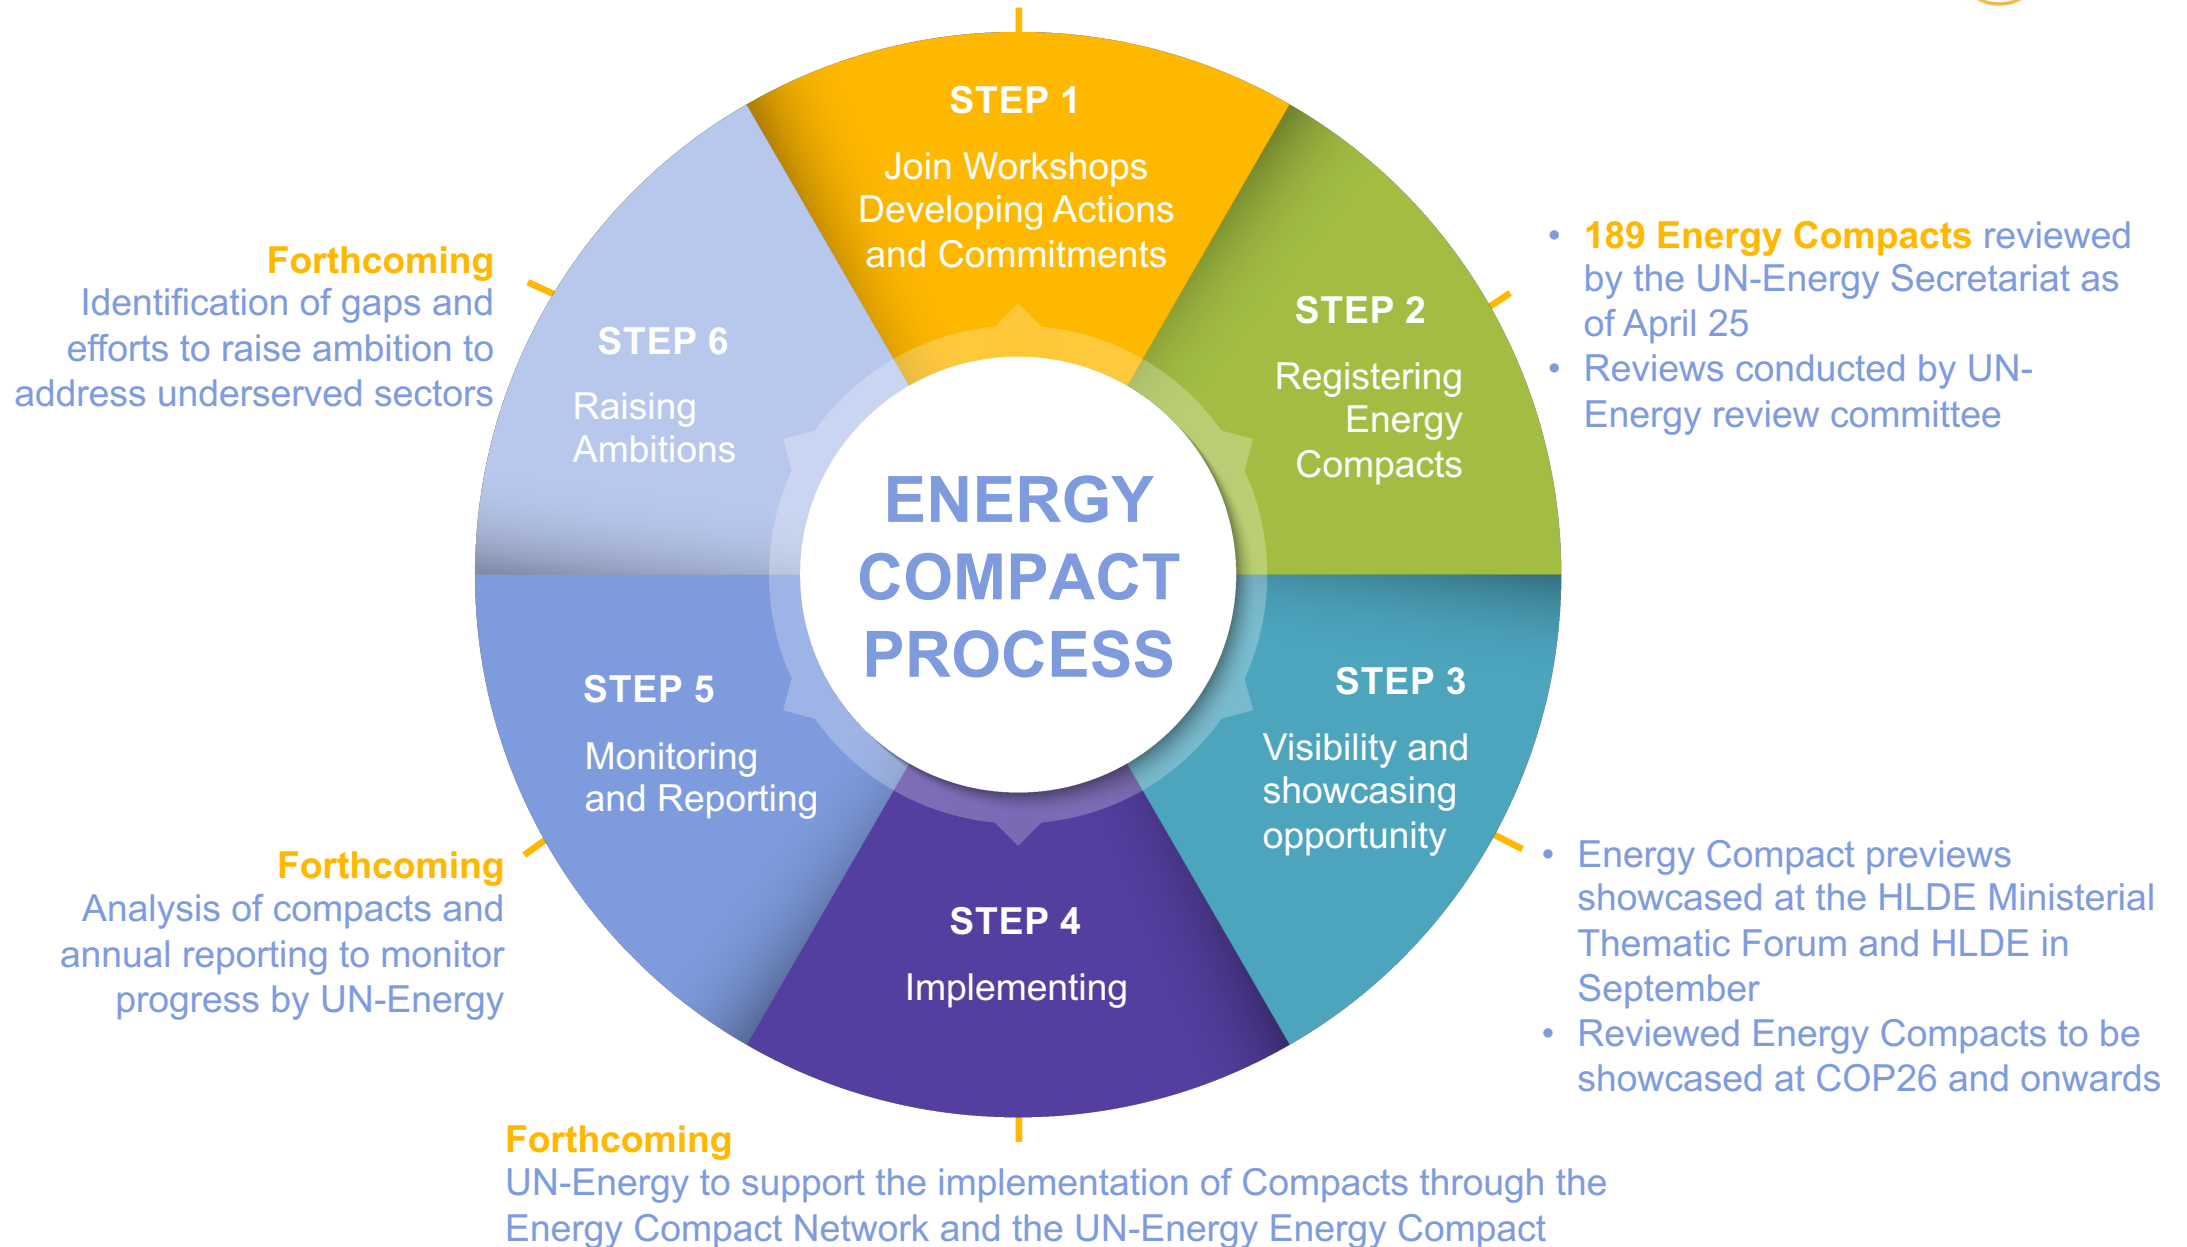 STEP 1
Join Workshops
Developing Actions
and Commitments
STEP 2
Registering
Energy
Compacts
• 189 Energy Compacts reviewed
by the UN-Energy Secretariat as
of April 25
• Reviews conducted by UN-
Energy review committee
STEP 3
Visibility and
showcasing
opportunity
• Energy Compact previews
showcased at the HLDE Ministerial
Thematic Forum and HLDE in
September
• Reviewed Energy Compacts to be
showcased at COP26 and onwards
STEP 4
Implementing
Forthcoming
UN-Energy to support the implementation of Compacts through the
Energy Compact Network and the UN-Energy Energy Compact
STEP 5
Monitoring
and Reporting
Forthcoming
Analysis of compacts and
annual reporting to monitor
progress by UN-Energy
STEP 6
Raising
Ambitions
Forthcoming
Identification of gaps and
efforts to raise ambition to
address underserved sectors
ENERGY
COMPACT
PROCESS